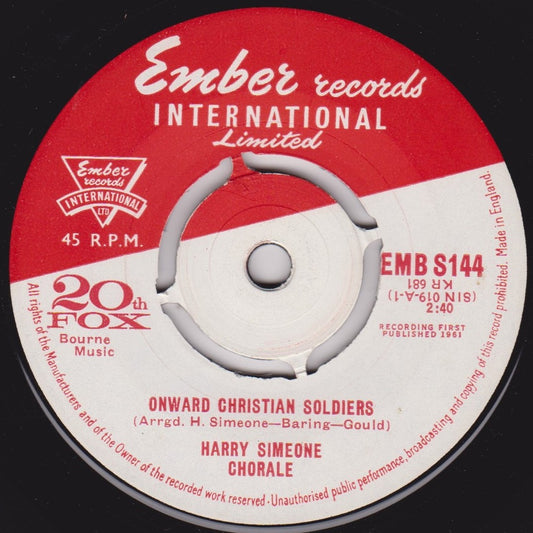 Ember records
INTERNATIONAL
Limited
Ember
records
INTERNATIONAL
LTD
45 R.P.M.
EMB S144
KR 681
(SIN 019-A-1)
2:40
RECORDING FIRST
PUBLISHED 1961
20th
FOX
Bourne
Music
ONWARD CHRISTIAN SOLDIERS
(Arrgd. H. Simeone—Baring—Gould)
HARRY SIMEONE
CHORALE
All rights of the Manufacturers and of the Owner of the recorded work reserved · Unauthorised public performance, broadcasting and copying of this record prohibited. Made in England.